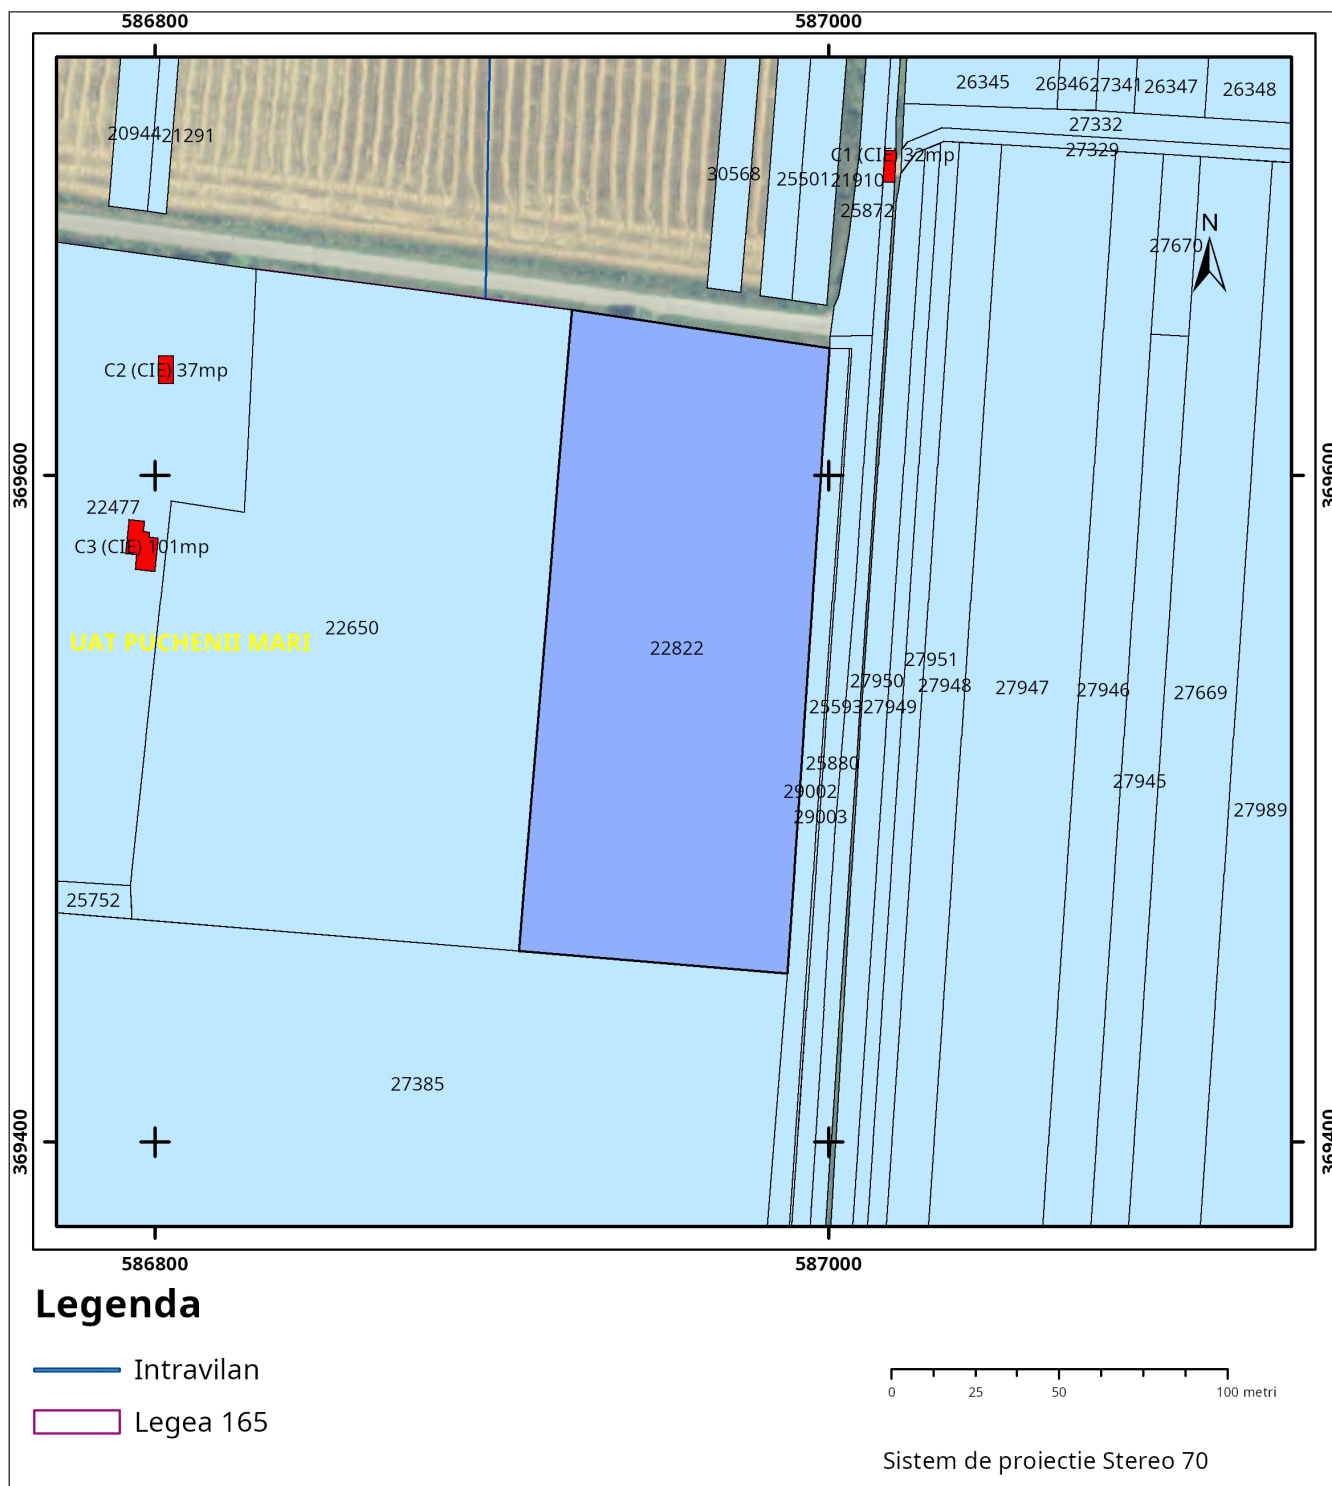 586800 587000
26345 26346 27341 26347 26348
20944 21291
27332
27329
C1 (CIE) 32mp
30568 25501 21910
25872
27670
N
C2 (CIE) 37mp
369600 369600
22477
C3 (CIE) 101mp
22650
UAT PUCHENII MARI
22822
27951
27950 27948 27947 27946 27669
25593 27949
25880
29002
29003
27945
27989
25752
27385
369400 369400
586800 587000
Legenda
Intravilan
Legea 165
0 25 50 100 metri
Sistem de proiectie Stereo 70